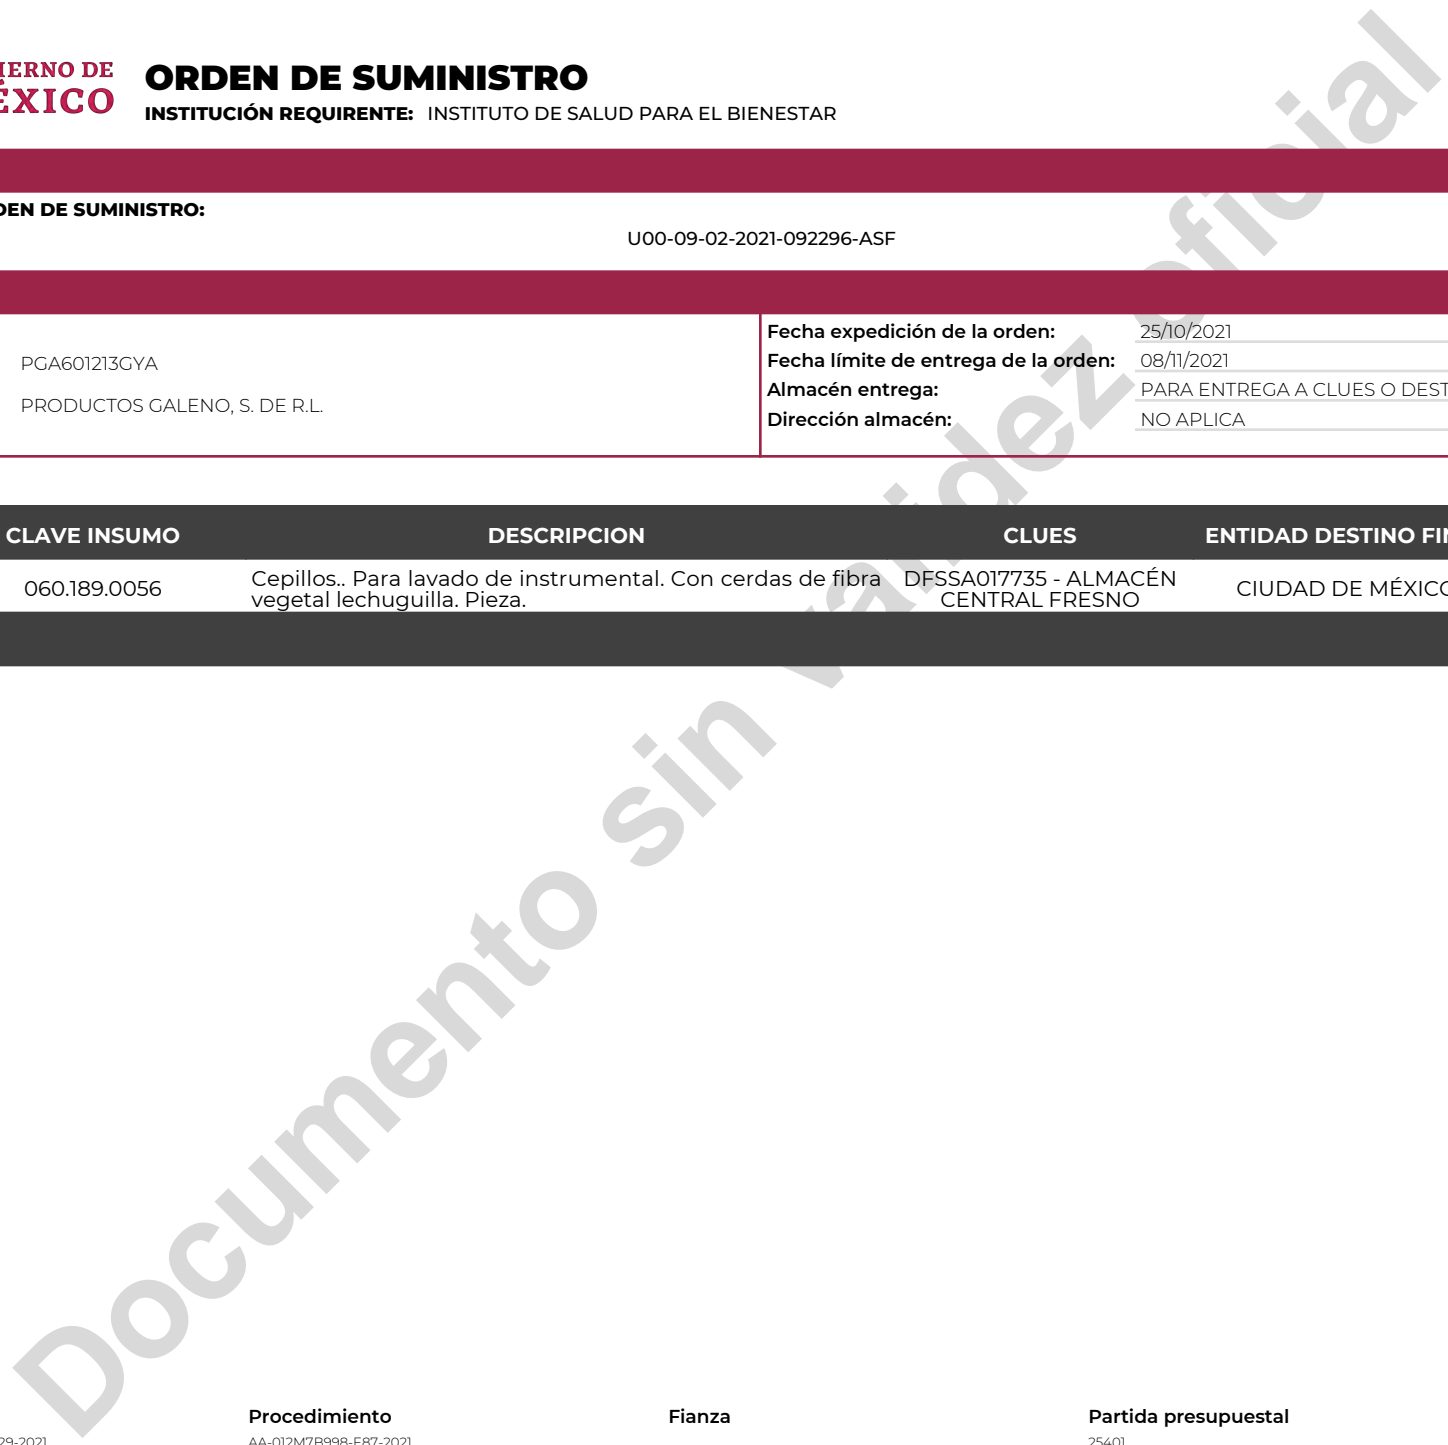 ORDEN DE SUMINISTRO
INSTITUCIÓN REQUIRENTE: INSTITUTO DE SALUD PARA EL BIENESTAR
IERNO DE
ÉXICO
DEN DE SUMINISTRO:
U00-09-02-2021-092296-ASF
PGA601213GYA
PRODUCTOS GALENO, S. DE R.L.
Fecha expedición de la orden: 25/10/2021
Fecha límite de entrega de la orden: 08/11/2021
Almacén entrega: PARA ENTREGA A CLUES O DEST
Dirección almacén: NO APLICA
CLAVE INSUMO DESCRIPCION CLUES ENTIDAD DESTINO FIN
060.189.0056
Cepillos.. Para lavado de instrumental. Con cerdas de fibra
vegetal lechuguilla. Pieza.
DFSSA017735 - ALMACÉN
CENTRAL FRESNO
CIUDAD DE MÉXICO
Documento sin validez oficial
Procedimiento Fianza Partida presupuestal
29-2021 AA-012M7B998-E87-2021 25401